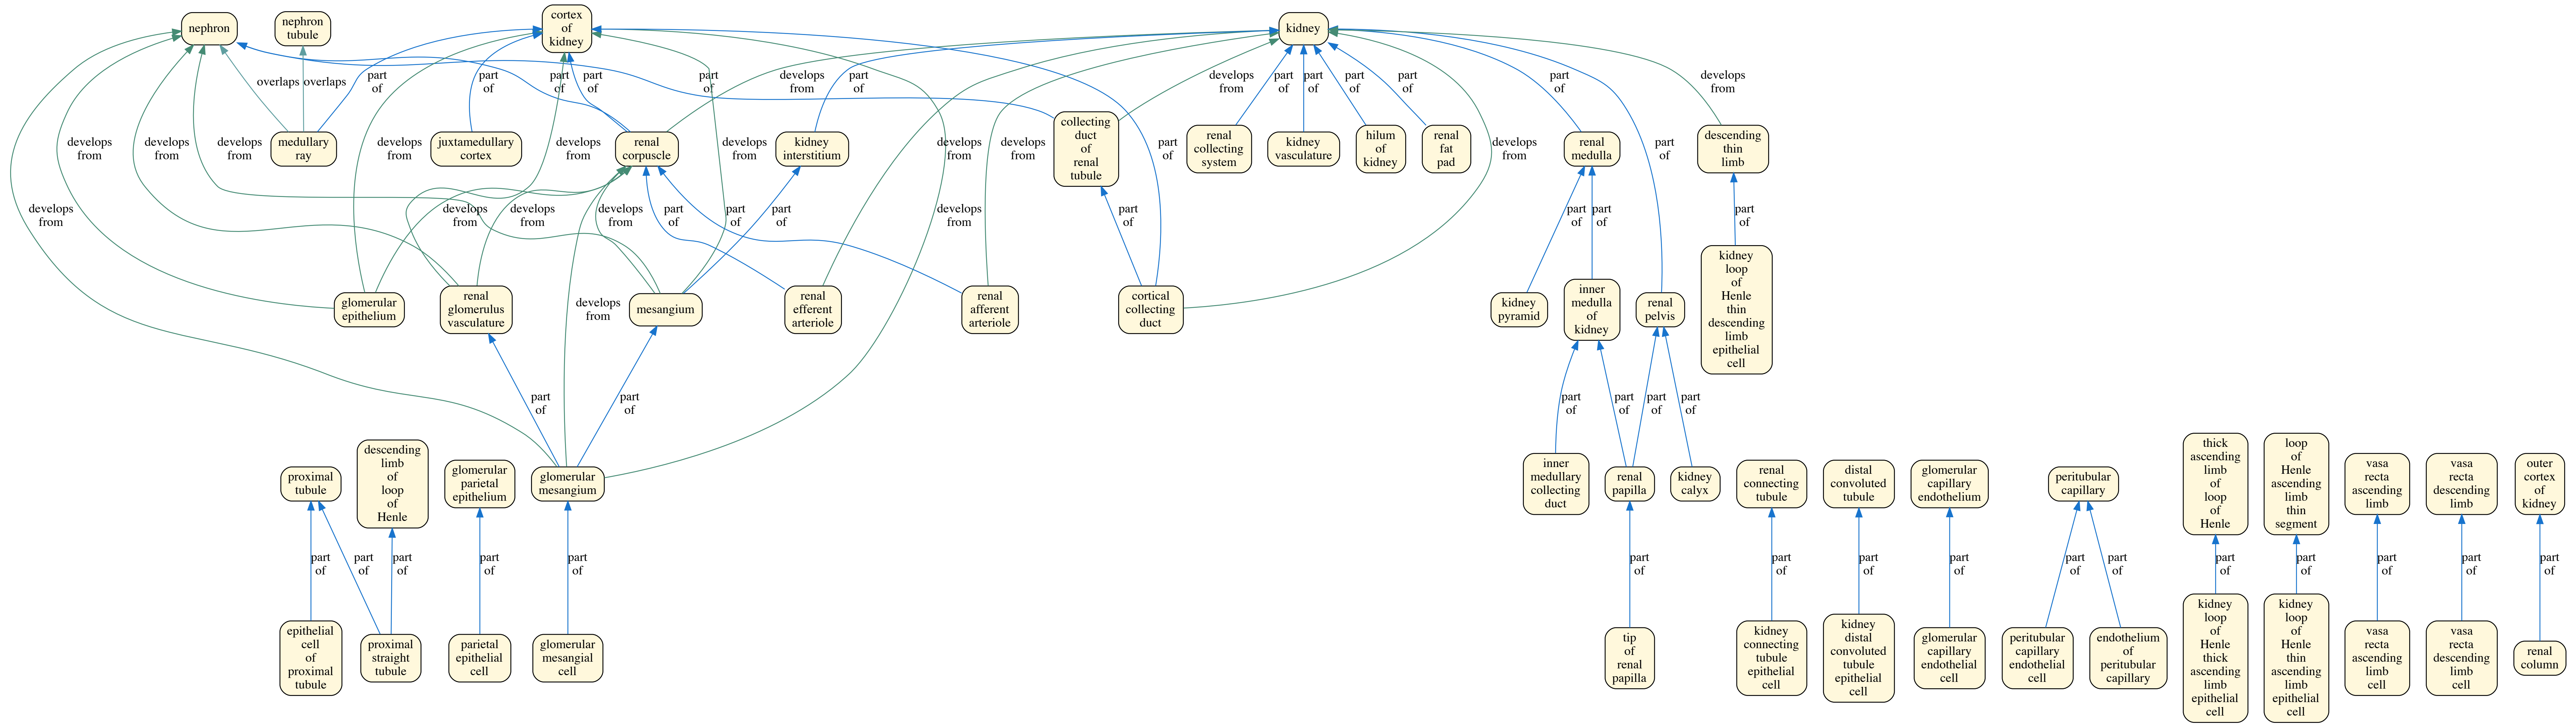 nephron
nephron
tubule
cortex
of
kidney
kidney
overlaps
overlaps
part
of
part
of
part
of
part
of
part
of
develops
from
part
of
develops
from
part
of
part
of
part
of
part
of
part
of
develops
from
develops
from
develops
from
develops
from
medullary
ray
develops
from
juxtamedullary
cortex
develops
from
renal
corpuscle
develops
from
kidney
interstitium
develops
from
develops
from
collecting
duct
of
renal
tubule
part
of
renal
collecting
system
kidney
vasculature
hilum
of
kidney
renal
fat
pad
develops
from
renal
medulla
part
of
descending
thin
limb
develops
from
develops
from
develops
from
develops
from
part
of
part
of
part
of
develops
from
part
of
part
of
part
of
part
of
glomerular
epithelium
renal
glomerulus
vasculature
develops
from
mesangium
renal
efferent
arteriole
renal
afferent
arteriole
cortical
collecting
duct
kidney
pyramid
inner
medulla
of
kidney
renal
pelvis
kidney
loop
of
Henle
thin
descending
limb
epithelial
cell
part
of
part
of
part
of
part
of
part
of
part
of
proximal
tubule
descending
limb
of
loop
of
Henle
glomerular
parietal
epithelium
glomerular
mesangium
inner
medullary
collecting
duct
renal
papilla
kidney
calyx
renal
connecting
tubule
distal
convoluted
tubule
glomerular
capillary
endothelium
peritubular
capillary
thick
ascending
limb
of
loop
of
Henle
loop
of
Henle
ascending
limb
thin
segment
vasa
recta
ascending
limb
vasa
recta
descending
limb
outer
cortex
of
kidney
part
of
part
of
part
of
part
of
part
of
part
of
part
of
part
of
part
of
part
of
part
of
part
of
part
of
part
of
part
of
part
of
epithelial
cell
of
proximal
tubule
proximal
straight
tubule
parietal
epithelial
cell
glomerular
mesangial
cell
tip
of
renal
papilla
kidney
connecting
tubule
epithelial
cell
kidney
distal
convoluted
tubule
epithelial
cell
glomerular
capillary
endothelial
cell
peritubular
capillary
endothelial
cell
endothelium
of
peritubular
capillary
kidney
loop
of
Henle
thick
ascending
limb
epithelial
cell
kidney
loop
of
Henle
thin
ascending
limb
epithelial
cell
vasa
recta
ascending
limb
cell
vasa
recta
descending
limb
cell
renal
column